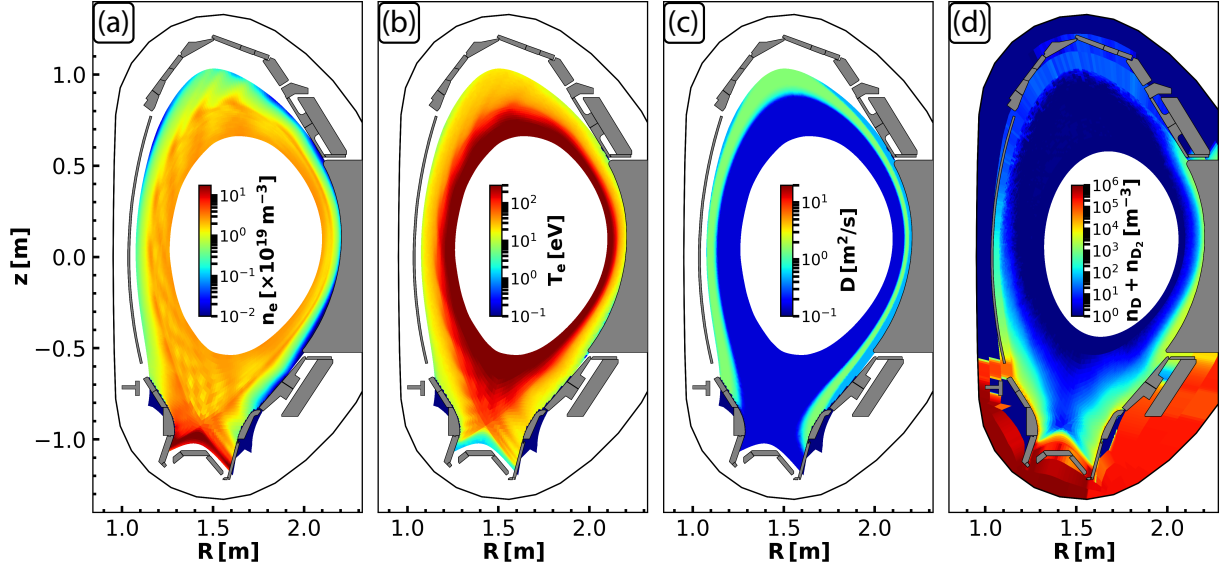 (a) (b) (c) (d)
z [m]
1.0
0.5
0.0
−0.5
−1.0
10¹
10⁰
10⁻¹
10⁻²
nₑ [×10¹⁹ m⁻³]
10²
10¹
10⁰
10⁻¹
Tₑ [eV]
10¹
10⁰
10⁻¹
D [m²/s]
10⁶
10⁵
10⁴
10³
10²
10¹
10⁰
n_D + n_D₂ [m⁻³]
1.0 1.5 2.0 1.0 1.5 2.0 1.0 1.5 2.0 1.0 1.5 2.0
R [m] R [m] R [m] R [m]